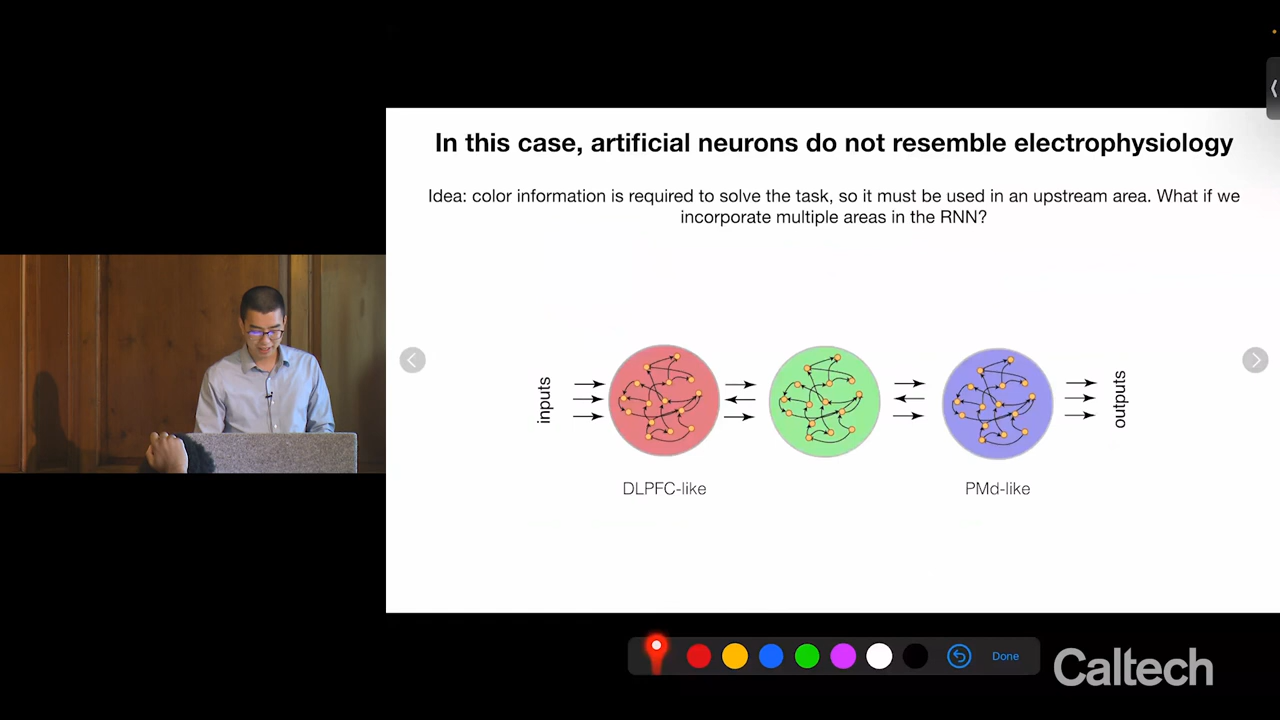 In this case, artificial neurons do not resemble electrophysiology
Idea: color information is required to solve the task, so it must be used in an upstream area. What if we
incorporate multiple areas in the RNN?
inputs
outputs
DLPFC-like
PMd-like
Done
Caltech